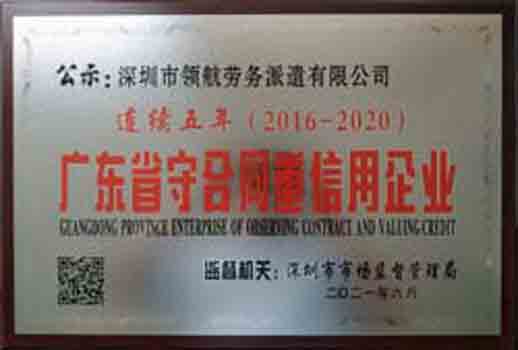 公示：深圳市领航劳务派遣有限公司
连续五年（2016-2020）
广东省守合同重信用企业
GUANGDONG PROVINCE ENTERPRISE OF OBSERVING CONTRACT AND VALUING CREDIT
监督机关：深圳市市场监督管理局
二〇二一年六月